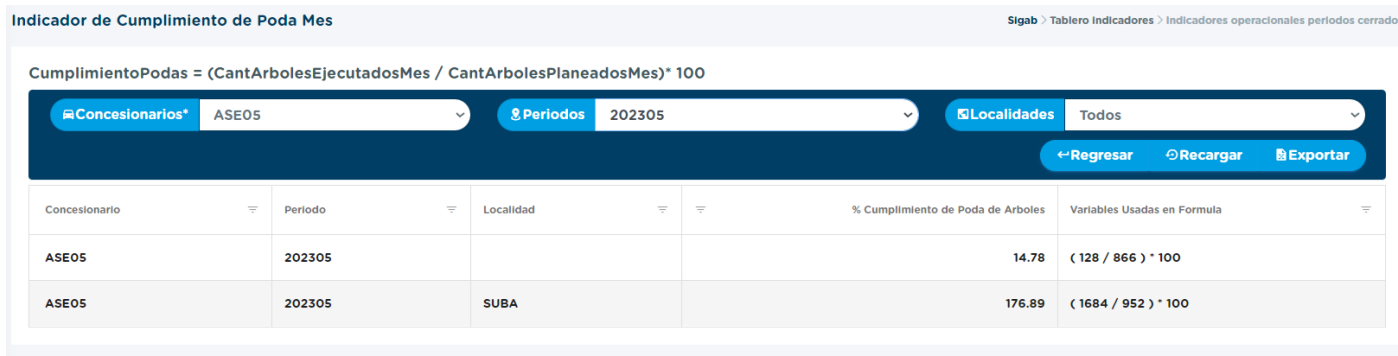 Indicador de Cumplimiento de Poda Mes
Sigab > Tablero indicadores > Indicadores operacionales periodos cerrado
CumplimientoPodas = (CantArbolesEjecutadosMes / CantArbolesPlaneadosMes)* 100
Concesionarios* ASE05 Periodos 202305 Localidades Todos
Regresar Recargar Exportar
Concesionario Periodo Localidad % Cumplimiento de Poda de Arboles Variables Usadas en Formula
ASE05 202305 14.78 ( 128 / 866 ) * 100
ASE05 202305 SUBA 176.89 ( 1684 / 952 ) * 100